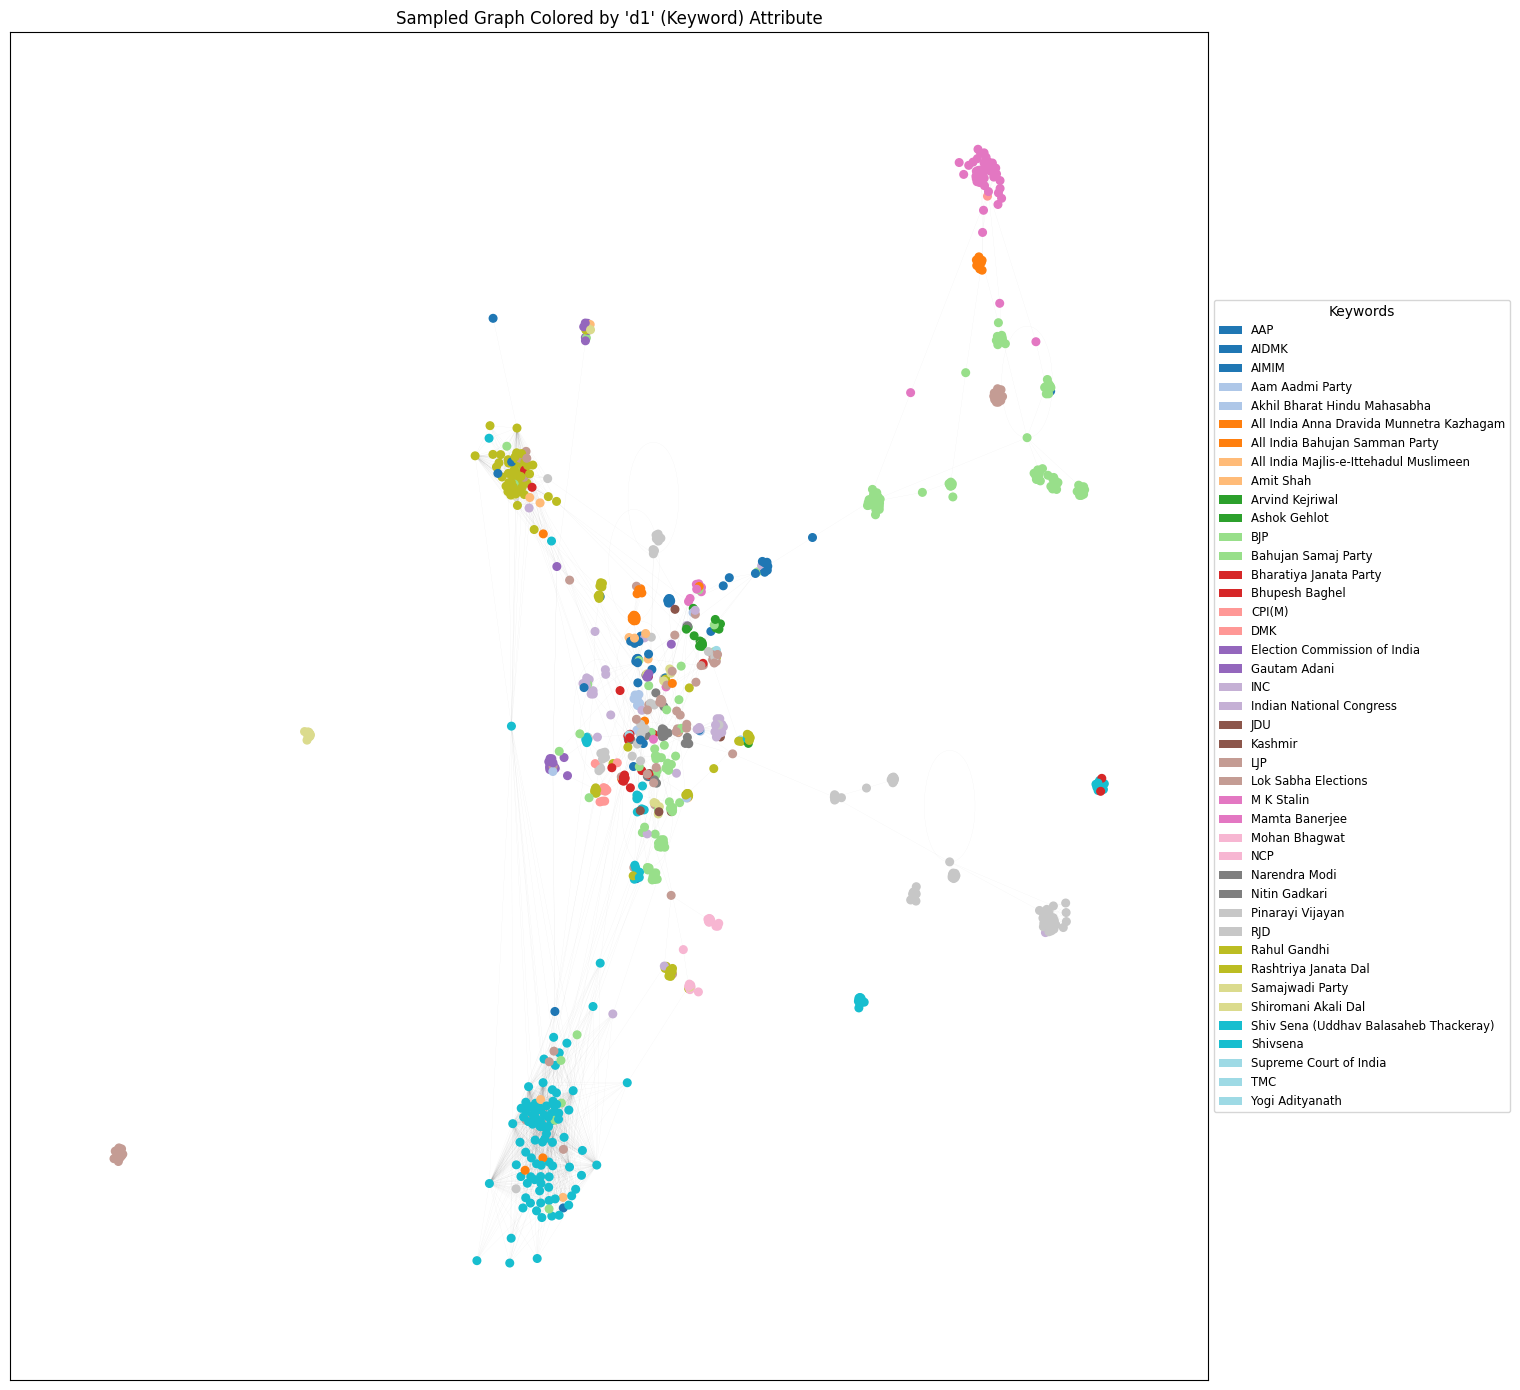 Sampled Graph Colored by 'd1' (Keyword) Attribute
Keywords
AAP
AIDMK
AIMIM
Aam Aadmi Party
Akhil Bharat Hindu Mahasabha
All India Anna Dravida Munnetra Kazhagam
All India Bahujan Samman Party
All India Majlis-e-Ittehadul Muslimeen
Amit Shah
Arvind Kejriwal
Ashok Gehlot
BJP
Bahujan Samaj Party
Bharatiya Janata Party
Bhupesh Baghel
CPI(M)
DMK
Election Commission of India
Gautam Adani
INC
Indian National Congress
JDU
Kashmir
LJP
Lok Sabha Elections
M K Stalin
Mamta Banerjee
Mohan Bhagwat
NCP
Narendra Modi
Nitin Gadkari
Pinarayi Vijayan
RJD
Rahul Gandhi
Rashtriya Janata Dal
Samajwadi Party
Shiromani Akali Dal
Shiv Sena (Uddhav Balasaheb Thackeray)
Shivsena
Supreme Court of India
TMC
Yogi Adityanath